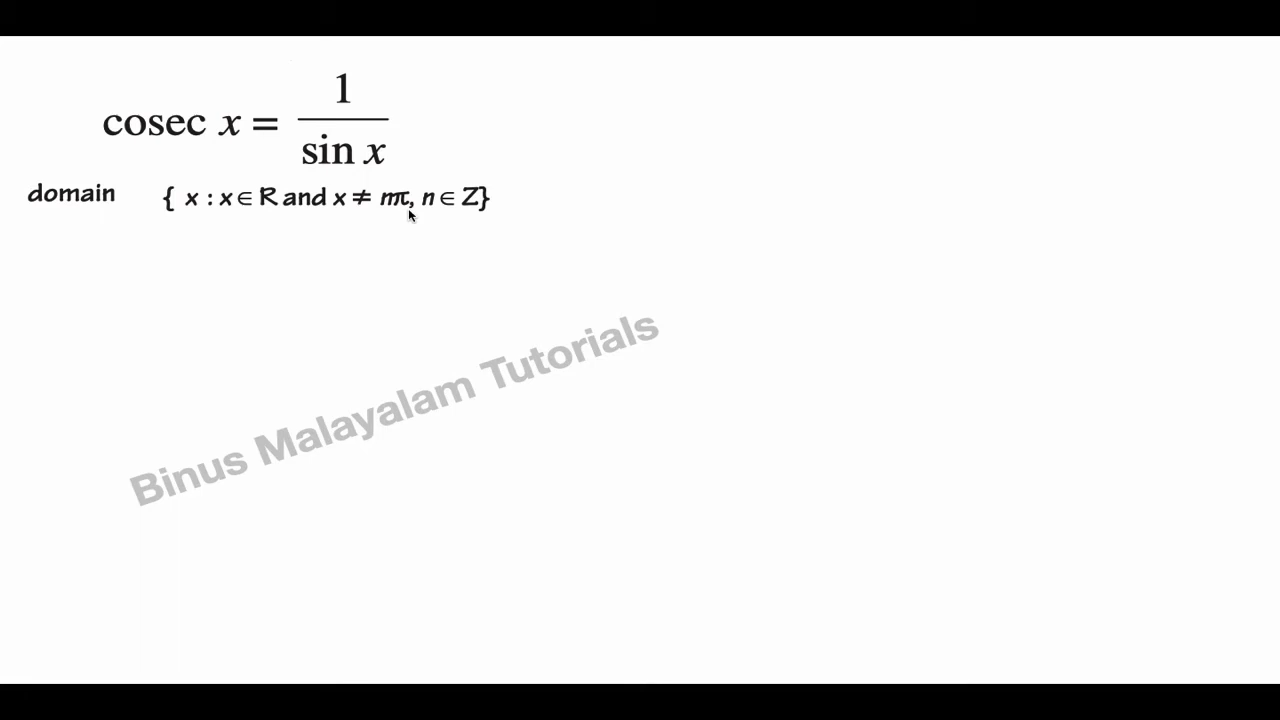 cosec x = 1 / sin x
domain { x : x ∈ R and x ≠ nπ, n ∈ Z}
Binus Malayalam Tutorials